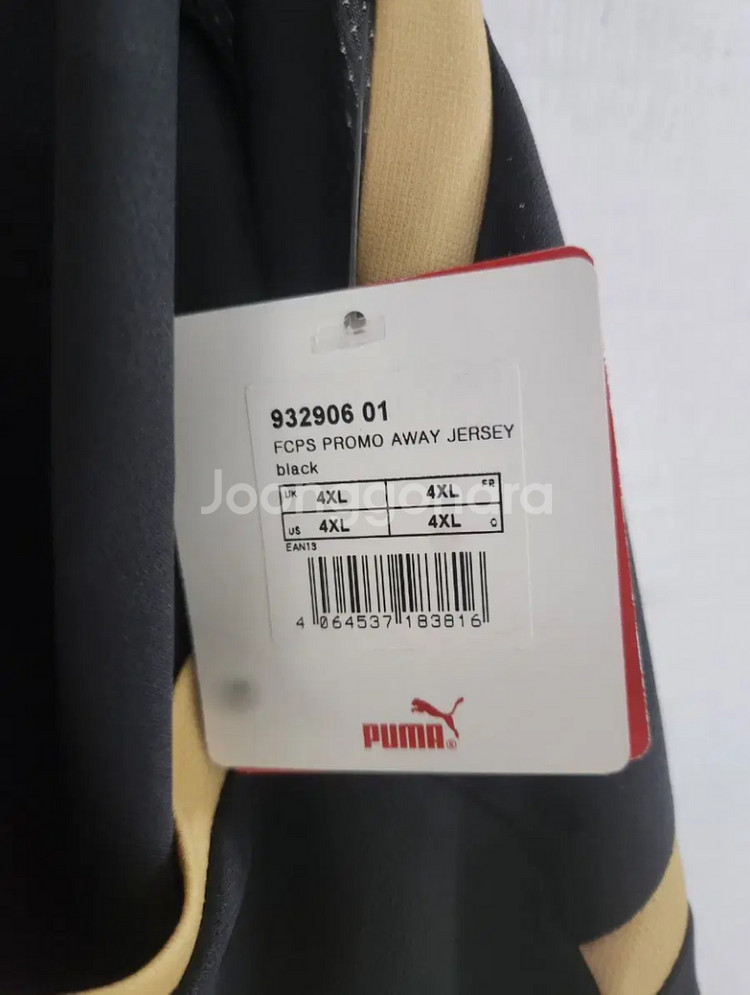 932906 01
FCPS PROMO AWAY JERSEY
black
UK 4XL 4XL FR
US 4XL 4XL
EAN13
4 064537 183816
PUMA®
Joonggonara